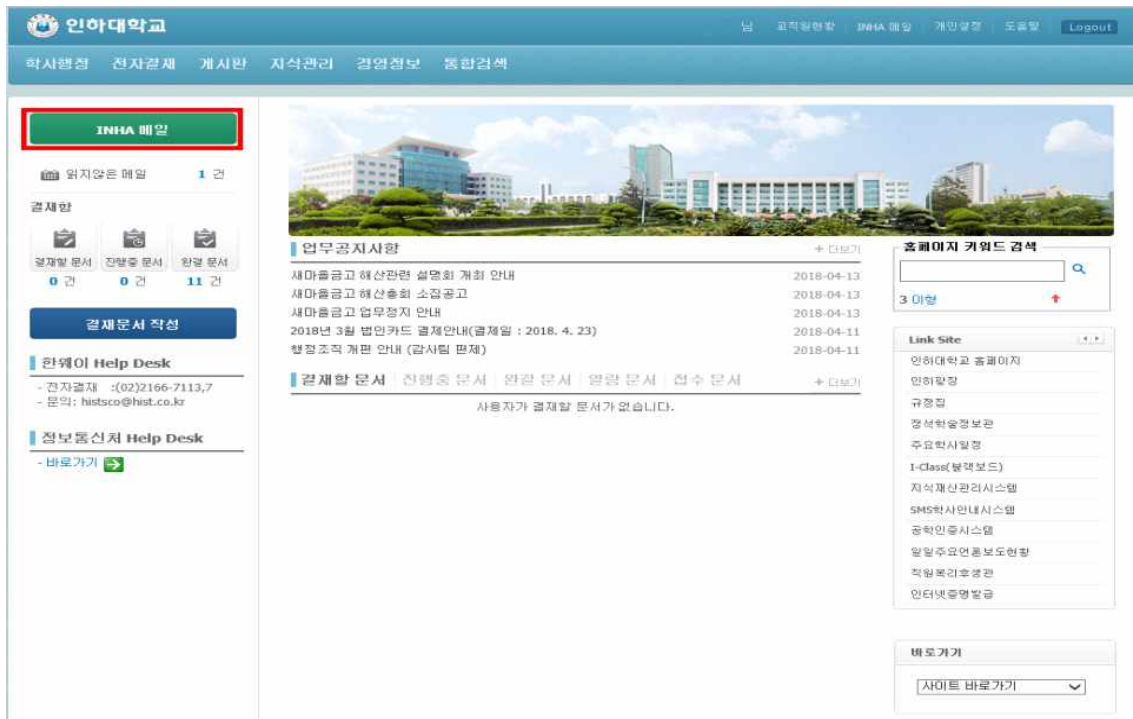 인하대학교
님 교직원현황 INHA 메일 개인설정 도움말 Logout
학사행정 전자결재 게시판 지식관리 경영정보 통합검색
INHA 메일
읽지않은 메일 1 건
결재함
결재할 문서 진행중 문서 완결 문서
0 건 0 건 11 건
결재문서 작성
한웨이 Help Desk
- 전자결재 :(02)2166-7113,7
- 문의: histsco@hist.co.kr
정보통신처 Help Desk
- 바로가기
업무공지사항 + 더보기
새마을금고 해산관련 설명회 개최 안내 2018-04-13
새마을금고 해산총회 소집공고 2018-04-13
새마을금고 업무정지 안내 2018-04-13
2018년 3월 법인카드 결제안내(결제일 : 2018. 4. 23) 2018-04-11
행정조직 개편 안내 (감사팀 편제) 2018-04-11
결재할 문서 진행중 문서 완결 문서 열람 문서 접수 문서 + 더보기
사용자가 결재할 문서가 없습니다.
홈페이지 키워드 검색
3 이형
Link Site
인하대학교 홈페이지
인하광장
규정집
정석학술정보관
주요학사일정
I-Class(블랙보드)
지식재산관리시스템
SMS학사안내시스템
공학인증시스템
일일주요언론보도현황
직원복리후생관
인터넷증명발급
바로가기
사이트 바로가기